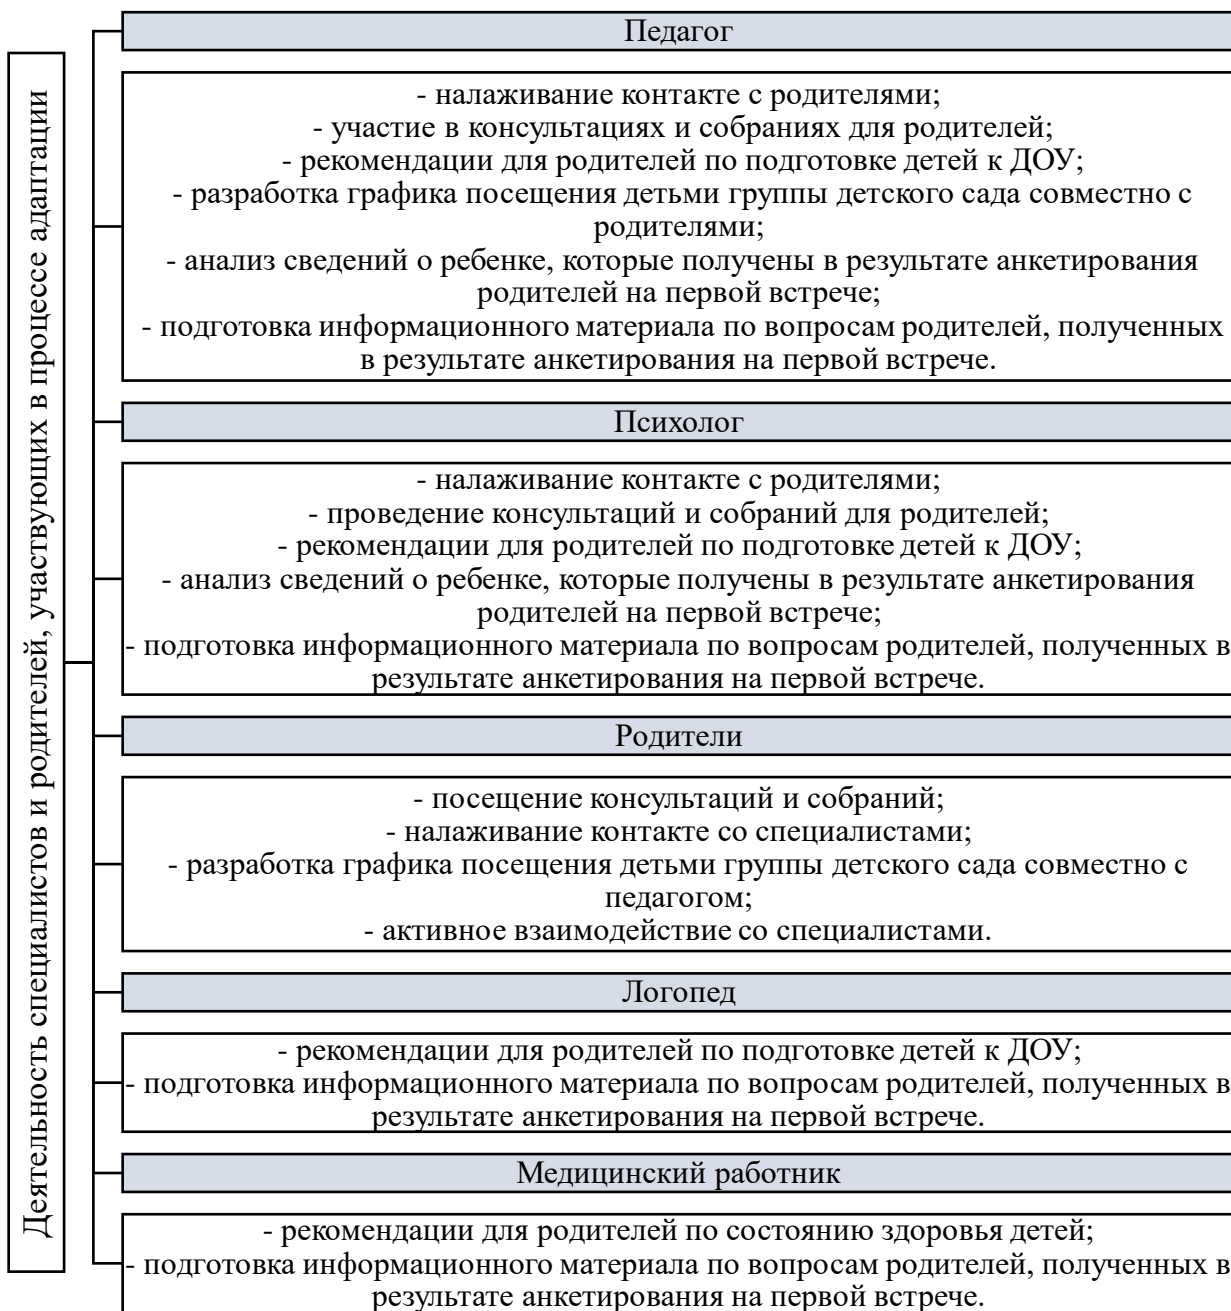 Деятельность специалистов и родителей, участвующих в процессе адаптации
Педагог
- налаживание контакте с родителями;
- участие в консультациях и собраниях для родителей;
- рекомендации для родителей по подготовке детей к ДОУ;
- разработка графика посещения детьми группы детского сада совместно с
родителями;
- анализ сведений о ребенке, которые получены в результате анкетирования
родителей на первой встрече;
- подготовка информационного материала по вопросам родителей, полученных
в результате анкетирования на первой встрече.
Психолог
- налаживание контакте с родителями;
- проведение консультаций и собраний для родителей;
- рекомендации для родителей по подготовке детей к ДОУ;
- анализ сведений о ребенке, которые получены в результате анкетирования
родителей на первой встрече;
- подготовка информационного материала по вопросам родителей, полученных в
результате анкетирования на первой встрече.
Родители
- посещение консультаций и собраний;
- налаживание контакте со специалистами;
- разработка графика посещения детьми группы детского сада совместно с
педагогом;
- активное взаимодействие со специалистами.
Логопед
- рекомендации для родителей по подготовке детей к ДОУ;
- подготовка информационного материала по вопросам родителей, полученных в
результате анкетирования на первой встрече.
Медицинский работник
- рекомендации для родителей по состоянию здоровья детей;
- подготовка информационного материала по вопросам родителей, полученных в
результате анкетирования на первой встрече.